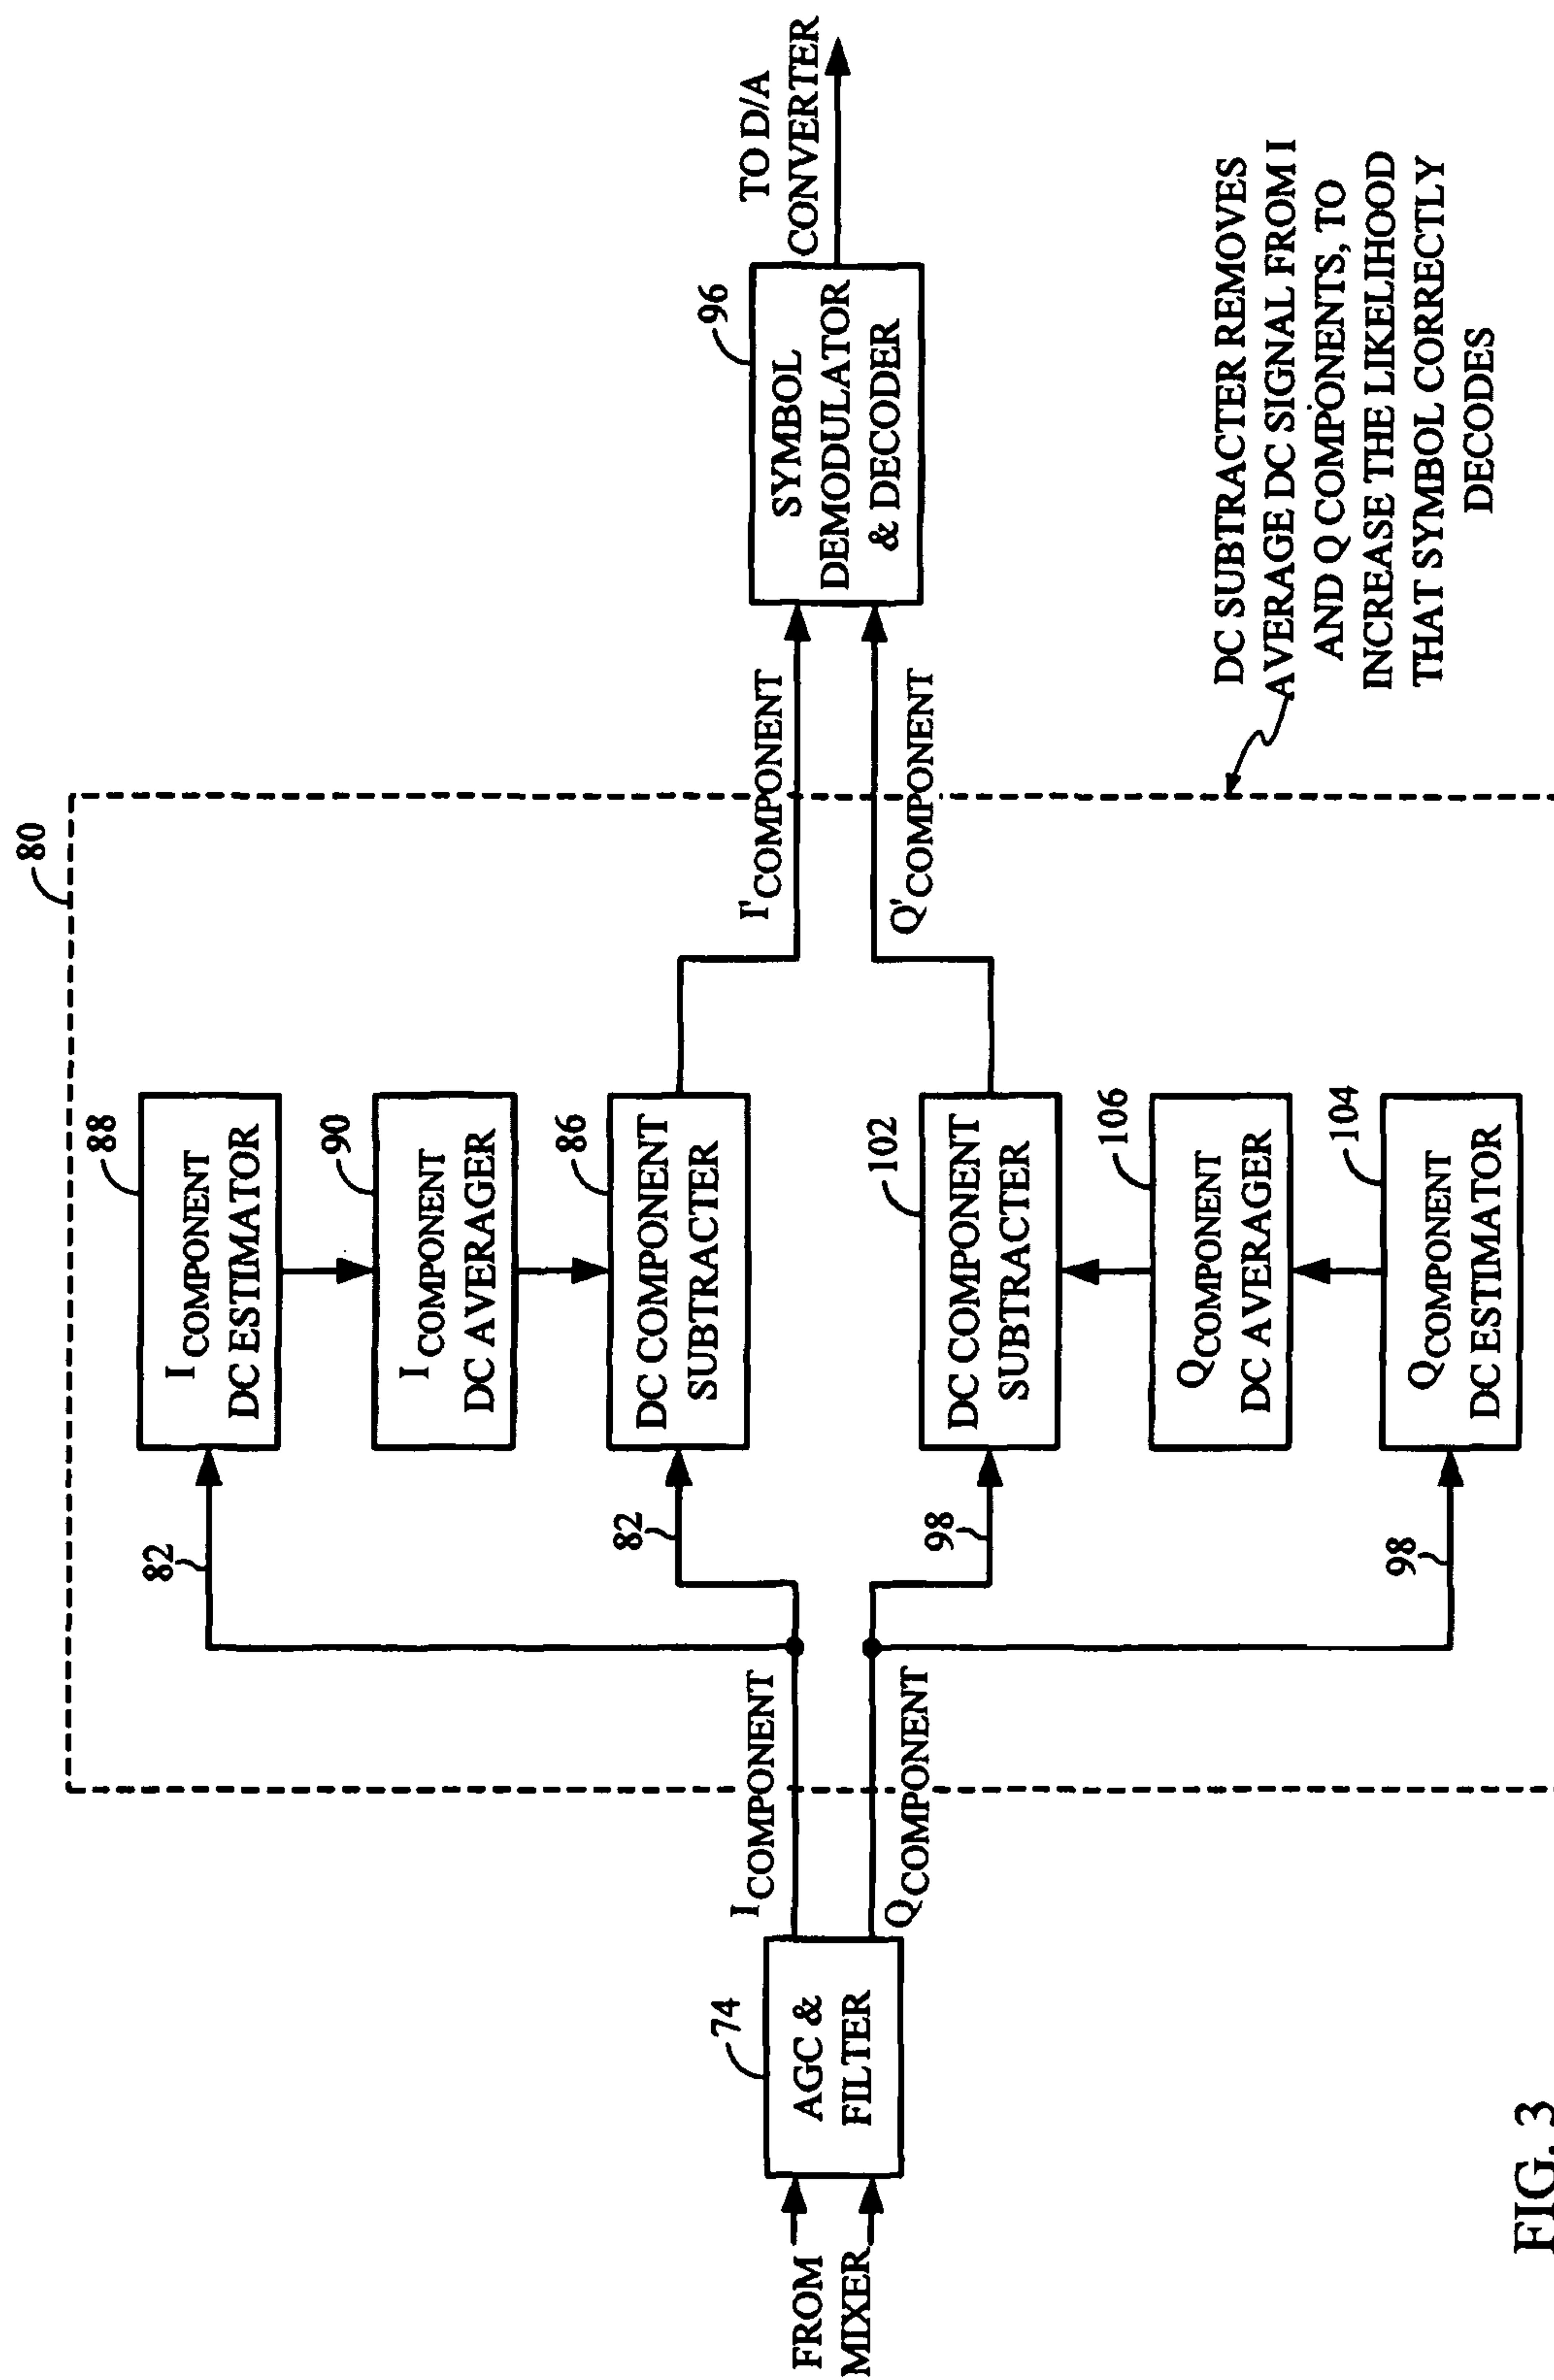 80
88
I COMPONENT
DC ESTIMATOR
82
90
I COMPONENT
DC AVERAGER
86
DC COMPONENT
SUBTRACTER
82
FROM
MIXER
74
AGC &
FILTER
I COMPONENT
Q COMPONENT
I' COMPONENT
Q' COMPONENT
96
SYMBOL
DEMODULATOR
& DECODER
TO D/A
CONVERTER
98
102
DC COMPONENT
SUBTRACTER
106
Q COMPONENT
DC AVERAGER
98
104
Q COMPONENT
DC ESTIMATOR
DC SUBTRACTER REMOVES
AVERAGE DC SIGNAL FROM I
AND Q COMPONENTS, TO
INCREASE THE LIKELIHOOD
THAT SYMBOL CORRECTLY
DECODES
FIG. 3